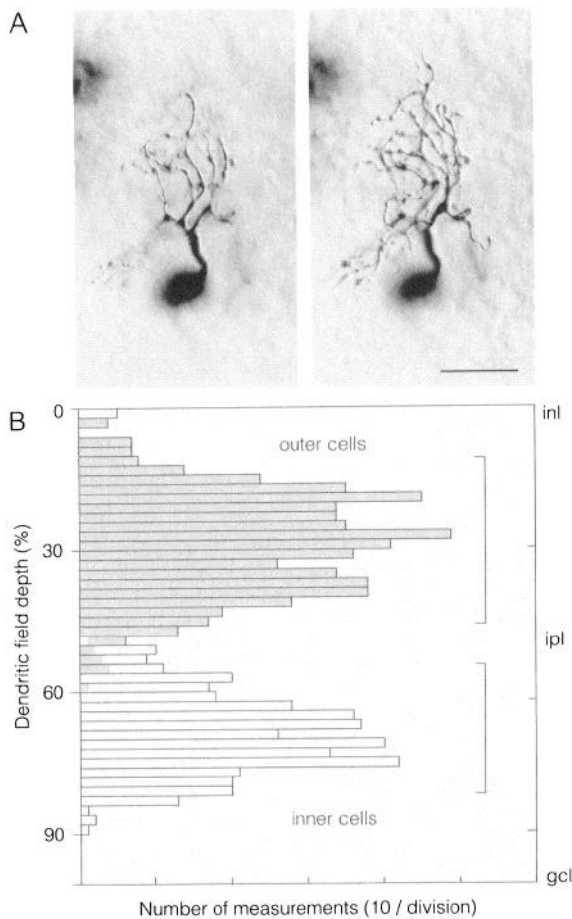 A
B
0
inl
outer cells
30
Dendritic field depth (%)
ipl
60
inner cells
90
gcl
Number of measurements (10 / division)